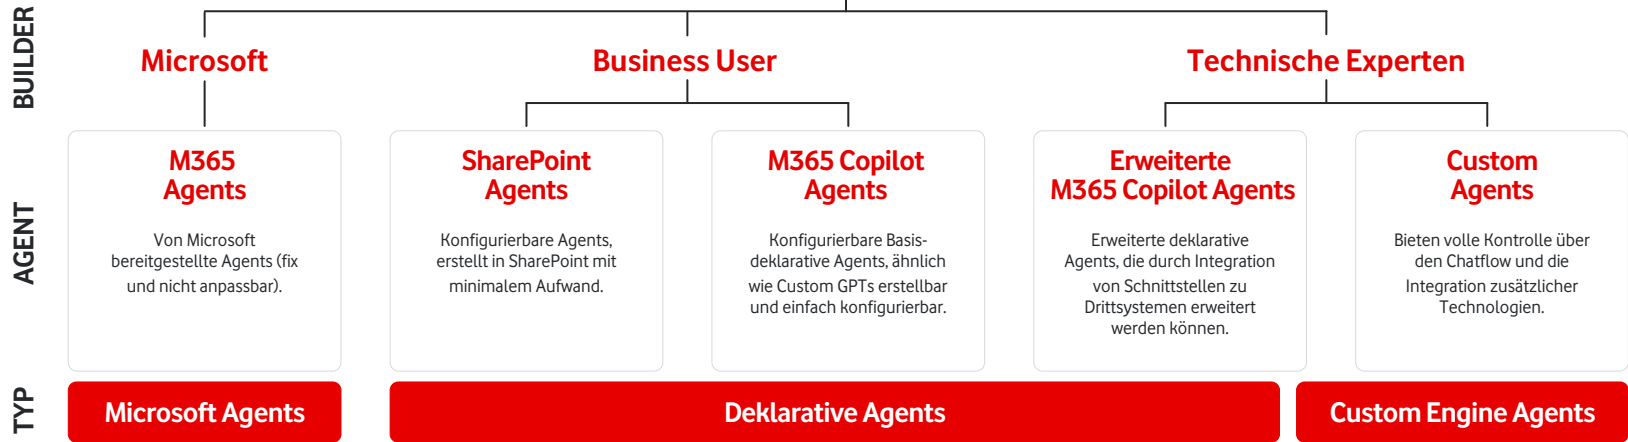 BUILDER
Microsoft
Business User
Technische Experten
AGENT
M365
Agents
Von Microsoft
bereitgestellte Agents (fix
und nicht anpassbar).
SharePoint
Agents
Konfigurierbare Agents,
erstellt in SharePoint mit
minimalem Aufwand.
M365 Copilot
Agents
Konfigurierbare Basis-
deklarative Agents, ähnlich
wie Custom GPTs erstellbar
und einfach konfigurierbar.
Erweiterte
M365 Copilot Agents
Erweiterte deklarative
Agents, die durch Integration
von Schnittstellen zu
Drittsystemen erweitert
werden können.
Custom
Agents
Bieten volle Kontrolle über
den Chatflow und die
Integration zusätzlicher
Technologien.
TYP
Microsoft Agents
Deklarative Agents
Custom Engine Agents